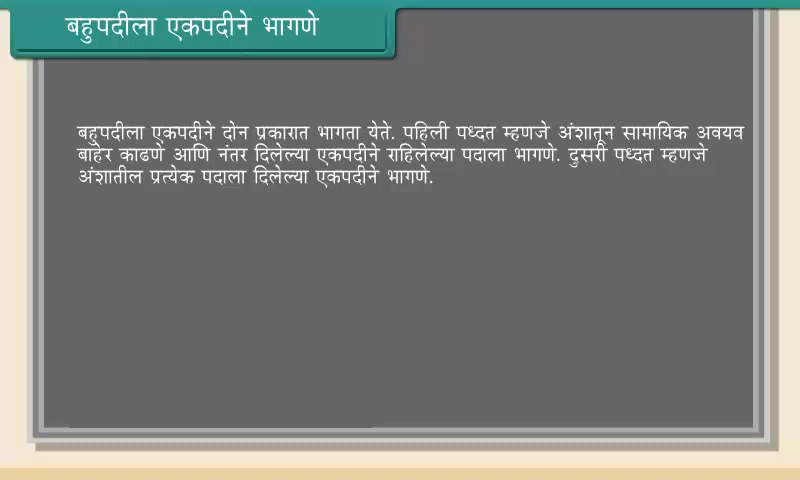 बहुपदीला एकपदीने भागणे
बहुपदीला एकपदीने दोन प्रकारात भागता येते. पहिली पध्दत म्हणजे अंशातून सामायिक अवयव
बाहेर काढणे आणि नंतर दिलेल्या एकपदीने राहिलेल्या पदाला भागणे. दुसरी पध्दत म्हणजे
अंशातील प्रत्येक पदाला दिलेल्या एकपदीने भागणे.